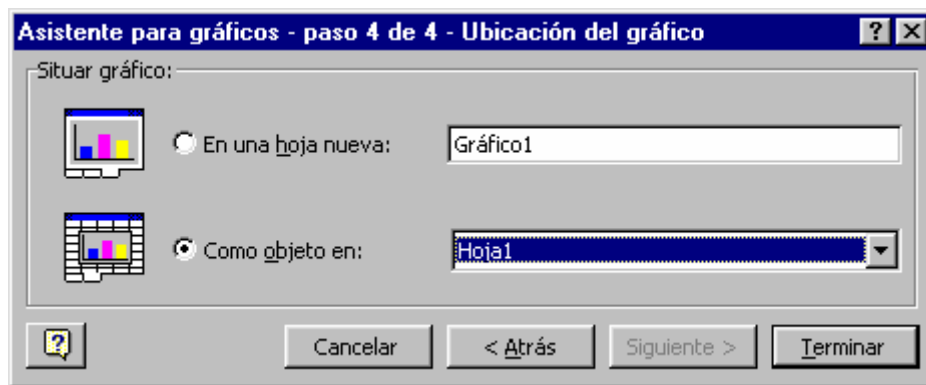 Asistente para gráficos - paso 4 de 4 - Ubicación del gráfico
Situar gráfico:
En una hoja nueva: Gráfico1
Como objeto en: Hoja1
Cancelar < Atrás Siguiente > Terminar